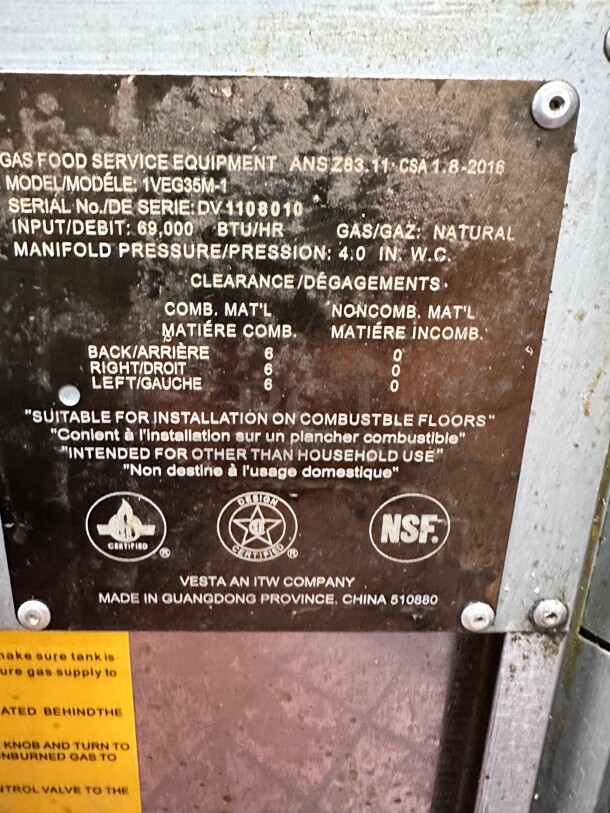 GAS FOOD SERVICE EQUIPMENT ANS Z83.11· CSA 1.8-2016
MODEL/MODÉLE: 1VEG35M-1
SERIAL No./DE SERIE: DV1108010
INPUT/DEBIT: 69,000 BTU/HR GAS/GAZ: NATURAL
MANIFOLD PRESSURE/PRESSION: 4.0 IN. W.C.
CLEARANCE/DÉGAGEMENTS·
COMB. MAT'L NONCOMB. MAT'L
MATIÉRE COMB. MATIÉRE INCOMB.
BACK/ARRIÈRE 6 0
RIGHT/DROIT 6 0
LEFT/GAUCHE 6 0
"SUITABLE FOR INSTALLATION ON COMBUSTBLE FLOORS"
"Conient à l'installation sur un plancher combustible"
"INTENDED FOR OTHER THAN HOUSEHOLD USE"
"Non destine à l'usage domestique"
CERTIFIED ®
DESIGN CERTIFIED ®
NSF.
VESTA AN ITW COMPANY
MADE IN GUANGDONG PROVINCE. CHINA 510880
make sure tank is
ure gas supply to
ATED BEHINDTHE
KNOB AND TURN TO
NBURNED GAS TO
NTROL VALVE TO THE